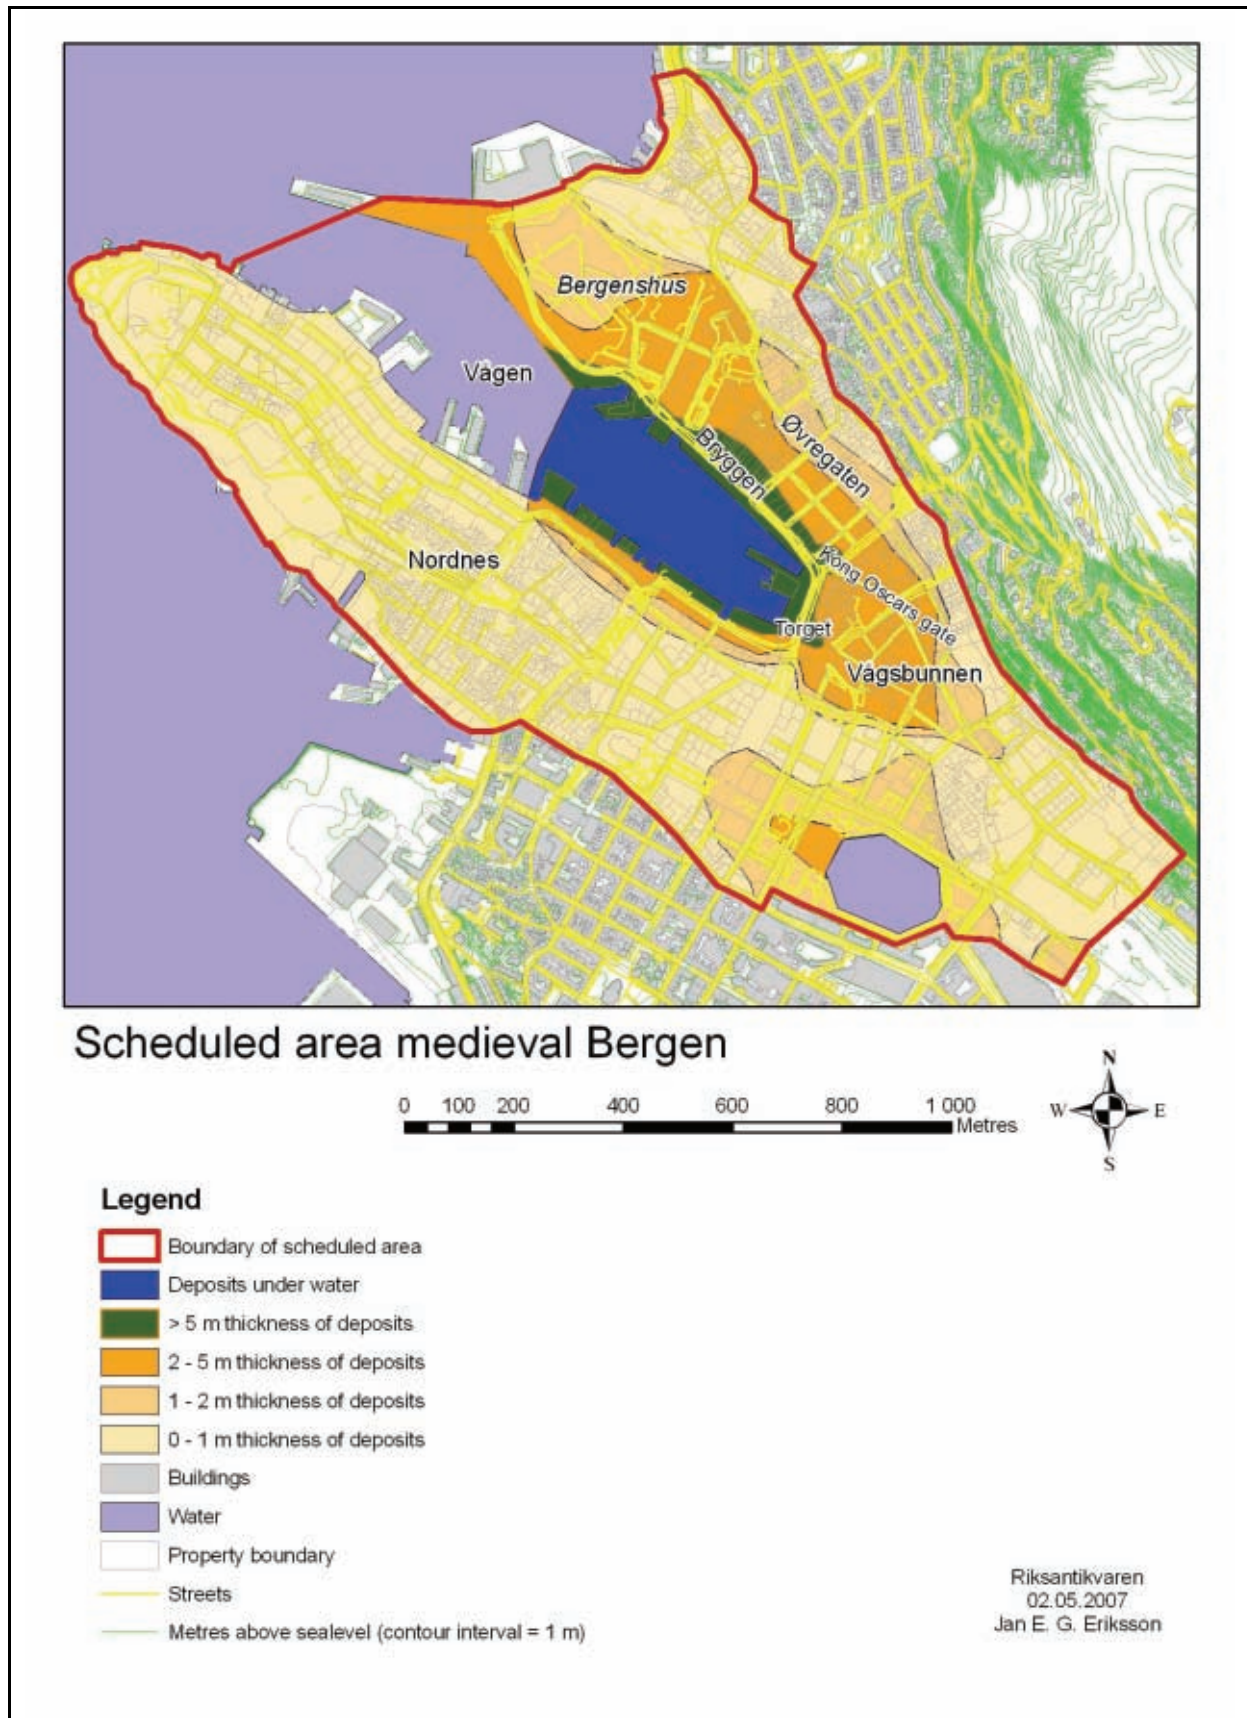 Bergenshus
Vågen
Bryggen
Øvregaten
Nordnes
Kong Oscars gate
Torget
Vågsbunnen
Scheduled area medieval Bergen
0 100 200 400 600 800 1 000
Metres
N
W E
S
Legend
Boundary of scheduled area
Deposits under water
> 5 m thickness of deposits
2 - 5 m thickness of deposits
1 - 2 m thickness of deposits
0 - 1 m thickness of deposits
Buildings
Water
Property boundary
Streets
Metres above sealevel (contour interval = 1 m)
Riksantikvaren
02.05.2007
Jan E. G. Eriksson